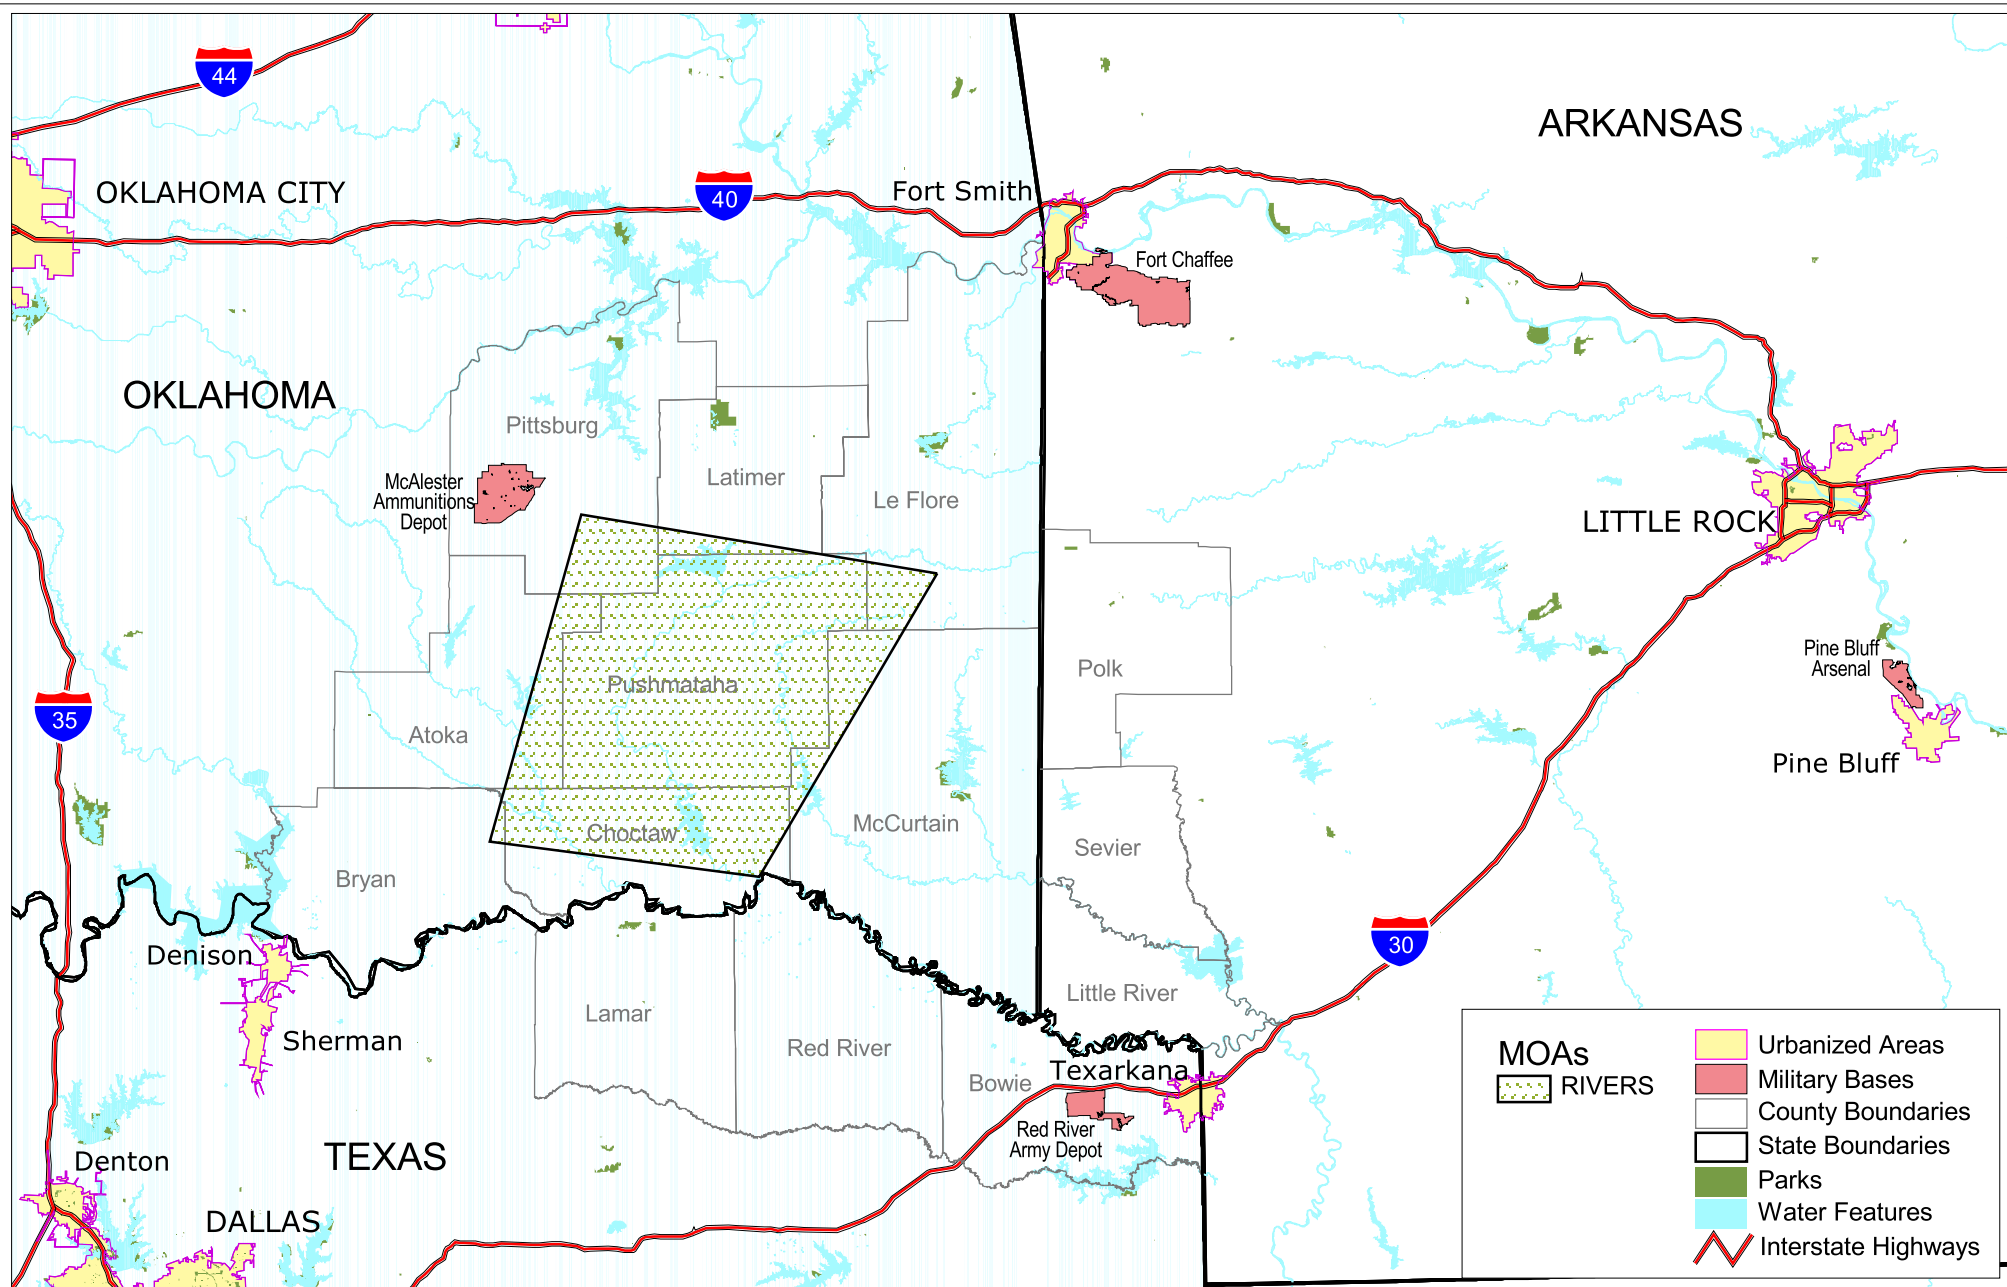 44
ARKANSAS
OKLAHOMA CITY
40
Fort Smith
Fort Chaffee
OKLAHOMA
Pittsburg
McAlester
Ammunitions
Depot
Latimer
Le Flore
LITTLE ROCK
Pine Bluff
Arsenal
Polk
Pushmataha
35
Atoka
Pine Bluff
McCurtain
Choctaw
Sevier
Bryan
30
Denison
Little River
Lamar
Sherman
Red River
Bowie
Texarkana
Red River
Army Depot
TEXAS
Denton
DALLAS
MOAs
RIVERS
Urbanized Areas
Military Bases
County Boundaries
State Boundaries
Parks
Water Features
Interstate Highways